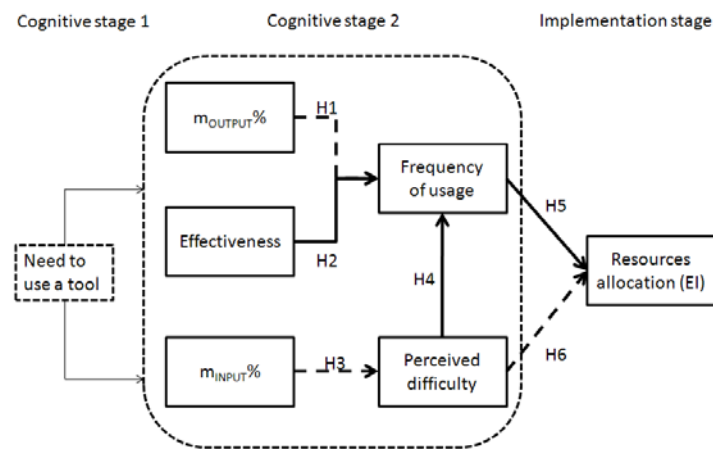 Cognitive stage 1
Cognitive stage 2
Implementation stage
mOUTPUT%
H1
Frequency
of usage
Effectiveness
H2
H5
Need to
use a tool
H4
Resources
allocation (EI)
mINPUT%
H3
Perceived
difficulty
H6